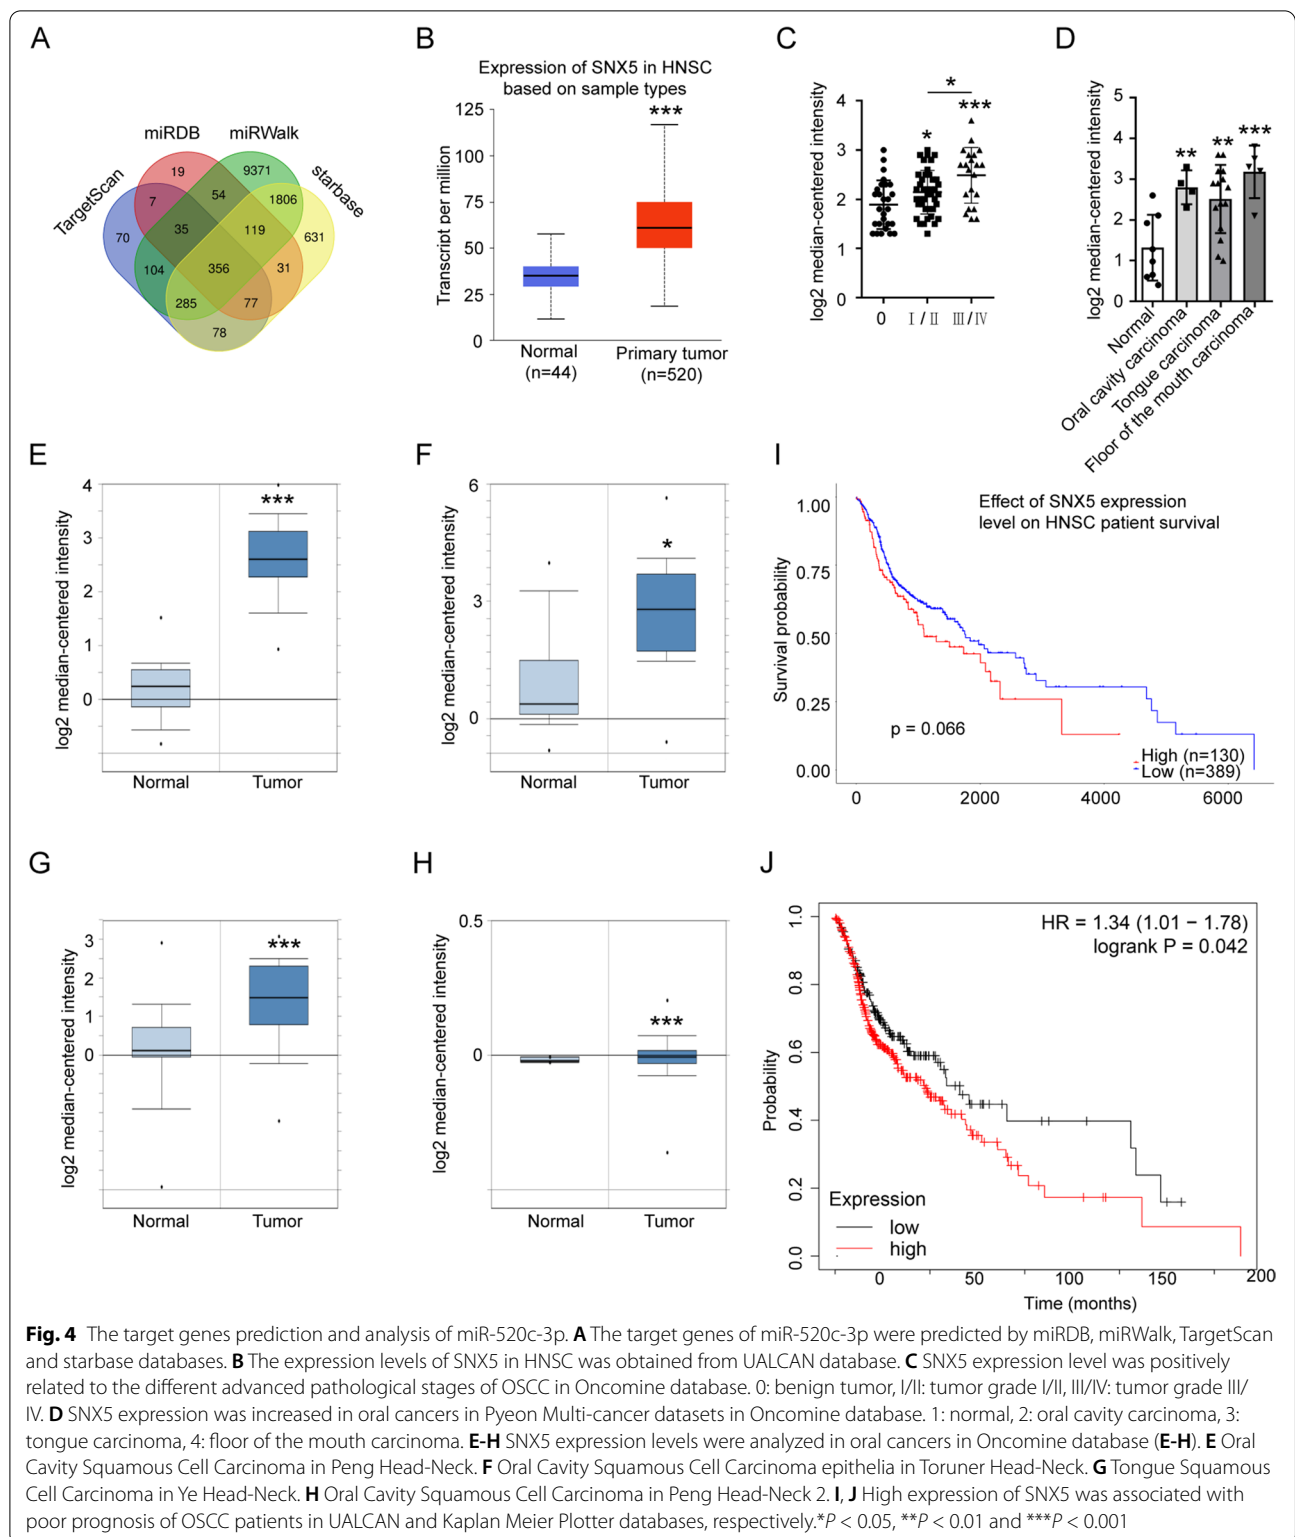 A
miRDB
miRWalk
TargetScan
starbase
19
9371
7
54
1806
70
35
119
631
104
356
31
285
77
78
B
Expression of SNX5 in HNSC
based on sample types
Transcript per million
125
100
75
50
25
0
***
Normal
(n=44)
Primary tumor
(n=520)
C
log2 median-centered intensity
4
3
2
1
0
*
***
*
0
I / II
III / IV
D
log2 median-centered intensity
5
4
3
2
1
0
**
**
***
Normal
Oral cavity carcinoma
Tongue carcinoma
Floor of the mouth carcinoma
E
log2 median-centered intensity
4
3
2
1
0
***
Normal
Tumor
F
log2 median-centered intensity
6
3
0
*
Normal
Tumor
I
Effect of SNX5 expression
level on HNSC patient survival
Survival probability
1.00
0.75
0.50
0.25
0.00
p = 0.066
High (n=130)
Low (n=389)
0
2000
4000
6000
G
log2 median-centered intensity
3
2
1
0
***
Normal
Tumor
H
log2 median-centered intensity
0.5
0
***
Normal
Tumor
J
HR = 1.34 (1.01 − 1.78)
logrank P = 0.042
Probability
1.0
0.8
0.6
0.4
0.2
0.0
Expression
low
high
0
50
100
150
200
Time (months)
Fig. 4 The target genes prediction and analysis of miR-520c-3p. A The target genes of miR-520c-3p were predicted by miRDB, miRWalk, TargetScan
and starbase databases. B The expression levels of SNX5 in HNSC was obtained from UALCAN database. C SNX5 expression level was positively
related to the different advanced pathological stages of OSCC in Oncomine database. 0: benign tumor, I/II: tumor grade I/II, III/IV: tumor grade III/
IV. D SNX5 expression was increased in oral cancers in Pyeon Multi-cancer datasets in Oncomine database. 1: normal, 2: oral cavity carcinoma, 3:
tongue carcinoma, 4: floor of the mouth carcinoma. E-H SNX5 expression levels were analyzed in oral cancers in Oncomine database (E-H). E Oral
Cavity Squamous Cell Carcinoma in Peng Head-Neck. F Oral Cavity Squamous Cell Carcinoma epithelia in Toruner Head-Neck. G Tongue Squamous
Cell Carcinoma in Ye Head-Neck. H Oral Cavity Squamous Cell Carcinoma in Peng Head-Neck 2. I, J High expression of SNX5 was associated with
poor prognosis of OSCC patients in UALCAN and Kaplan Meier Plotter databases, respectively.*P < 0.05, **P < 0.01 and ***P < 0.001